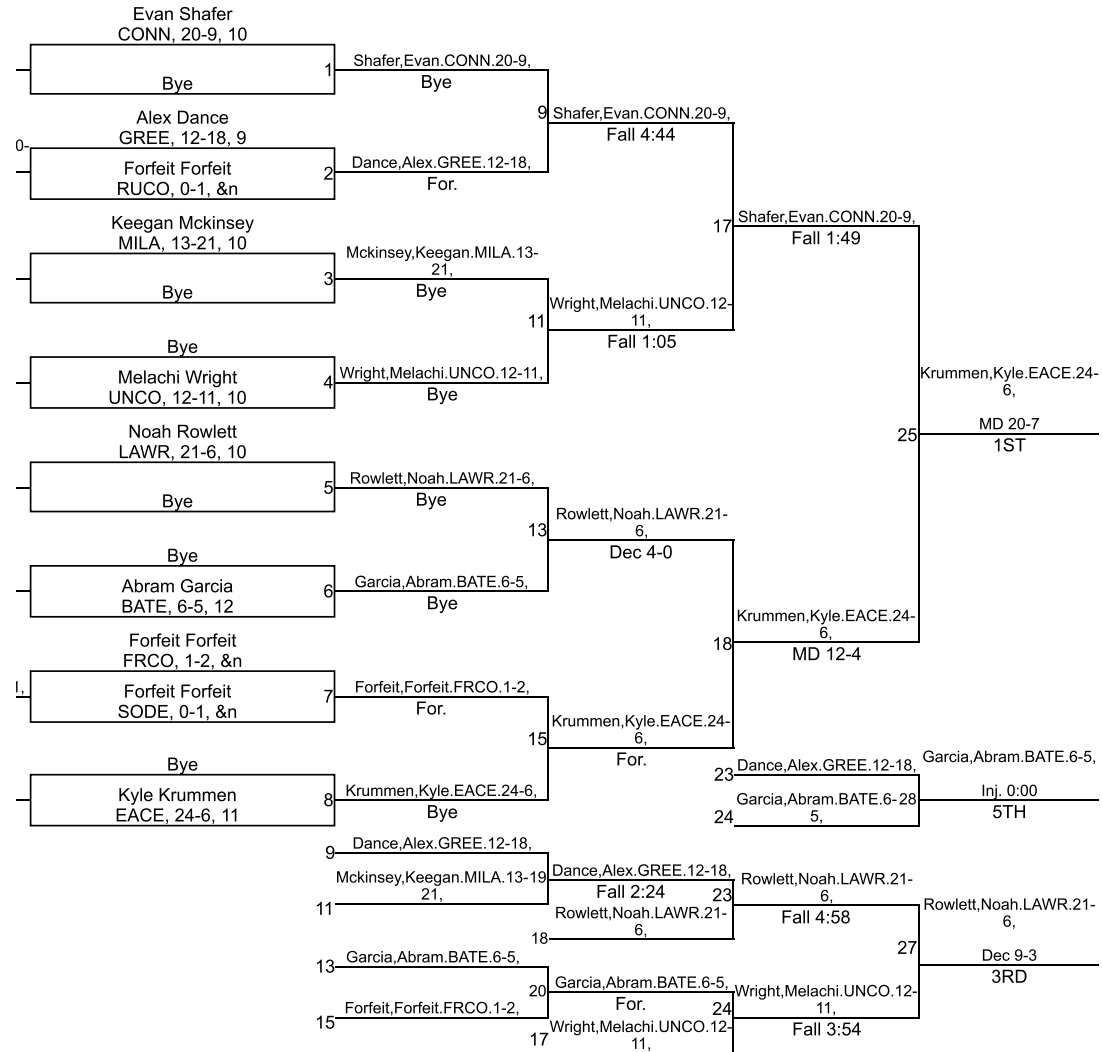 Evan Shafer
CONN, 20-9, 10
Bye
1
Shafer,Evan.CONN.20-9,
Bye
9
Shafer,Evan.CONN.20-9,
Fall 4:44
Alex Dance
GREE, 12-18, 9
0-
Forfeit Forfeit
RUCO, 0-1, &n
2
Dance,Alex.GREE.12-18,
For.
17
Shafer,Evan.CONN.20-9,
Fall 1:49
Keegan Mckinsey
MILA, 13-21, 10
Bye
3
Mckinsey,Keegan.MILA.13-
21,
Bye
11
Wright,Melachi.UNCO.12-
11,
Fall 1:05
Bye
Melachi Wright
UNCO, 12-11, 10
4
Wright,Melachi.UNCO.12-11,
Bye
25
Krummen,Kyle.EACE.24-
6,
MD 20-7
1ST
Noah Rowlett
LAWR, 21-6, 10
Bye
5
Rowlett,Noah.LAWR.21-6,
Bye
13
Rowlett,Noah.LAWR.21-
6,
Dec 4-0
Bye
Abram Garcia
BATE, 6-5, 12
6
Garcia,Abram.BATE.6-5,
Bye
18
Krummen,Kyle.EACE.24-
6,
MD 12-4
Forfeit Forfeit
FRCO, 1-2, &n
Forfeit Forfeit
SODE, 0-1, &n
7
Forfeit,Forfeit.FRCO.1-2,
For.
15
Krummen,Kyle.EACE.24-
6,
For.
Bye
Kyle Krummen
EACE, 24-6, 11
8
Krummen,Kyle.EACE.24-6,
Bye
23
Dance,Alex.GREE.12-18,
24
Garcia,Abram.BATE.6-
5,
28
Garcia,Abram.BATE.6-5,
Inj. 0:00
5TH
9
Dance,Alex.GREE.12-18,
11
Mckinsey,Keegan.MILA.13-
21,
19
Dance,Alex.GREE.12-18,
Fall 2:24
18
Rowlett,Noah.LAWR.21-
6,
23
Rowlett,Noah.LAWR.21-
6,
Fall 4:58
13
Garcia,Abram.BATE.6-5,
15
Forfeit,Forfeit.FRCO.1-2,
20
Garcia,Abram.BATE.6-5,
For.
17
Wright,Melachi.UNCO.12-
11,
24
Wright,Melachi.UNCO.12-
11,
Fall 3:54
27
Rowlett,Noah.LAWR.21-
6,
Dec 9-3
3RD